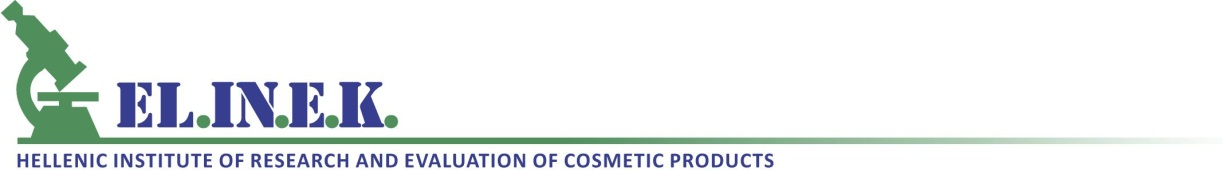 EL.IN.E.K.
HELLENIC INSTITUTE OF RESEARCH AND EVALUATION OF COSMETIC PRODUCTS